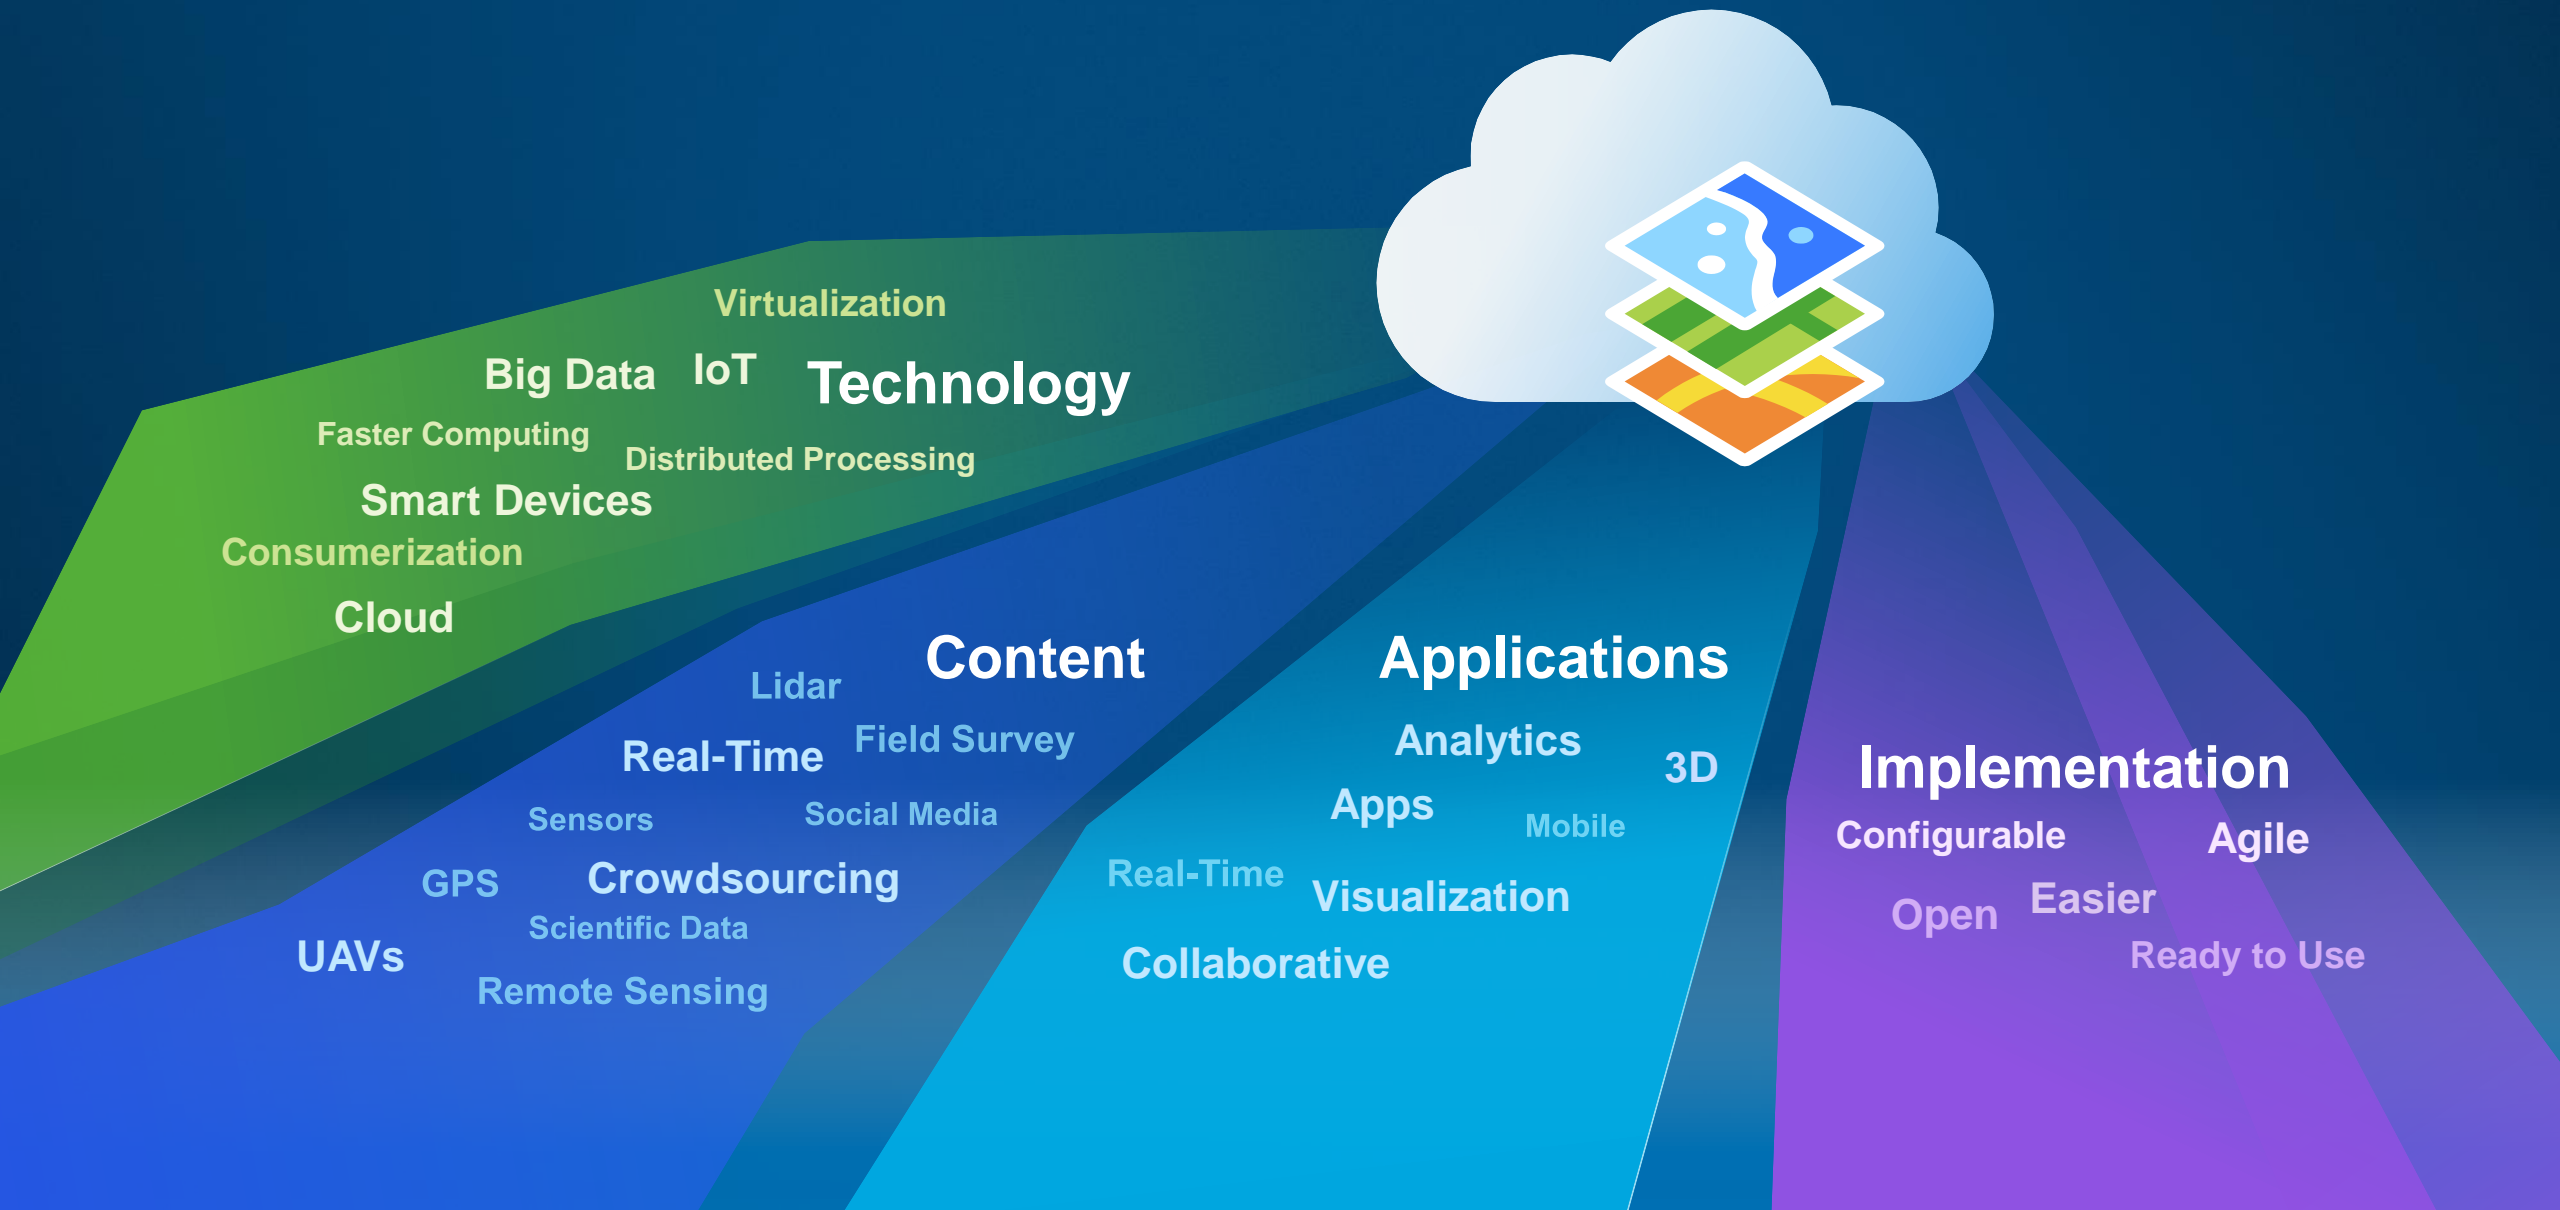 Virtualization
Big Data
IoT
Technology
Faster Computing
Distributed Processing
Smart Devices
Consumerization
Cloud
Content
Lidar
Real-Time
Field Survey
Sensors
Social Media
GPS
Crowdsourcing
Scientific Data
UAVs
Remote Sensing
Applications
Analytics
3D
Apps
Mobile
Real-Time
Visualization
Collaborative
Implementation
Configurable
Agile
Open
Easier
Ready to Use